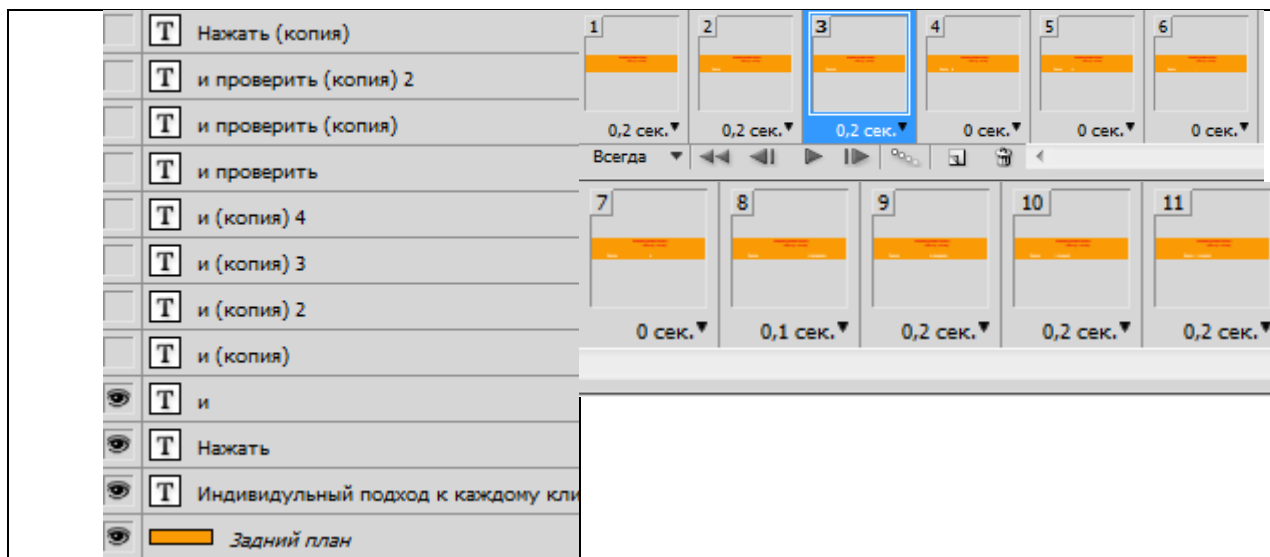 Нажать (копия)
и проверить (копия) 2
и проверить (копия)
и проверить
и (копия) 4
и (копия) 3
и (копия) 2
и (копия)
и
Нажать
Индивидульный подход к каждому кли
Задний план
1 2 3 4 5 6
0,2 сек. 0,2 сек. 0,2 сек. 0 сек. 0 сек. 0 сек.
Всегда
7 8 9 10 11
0 сек. 0,1 сек. 0,2 сек. 0,2 сек. 0,2 сек.